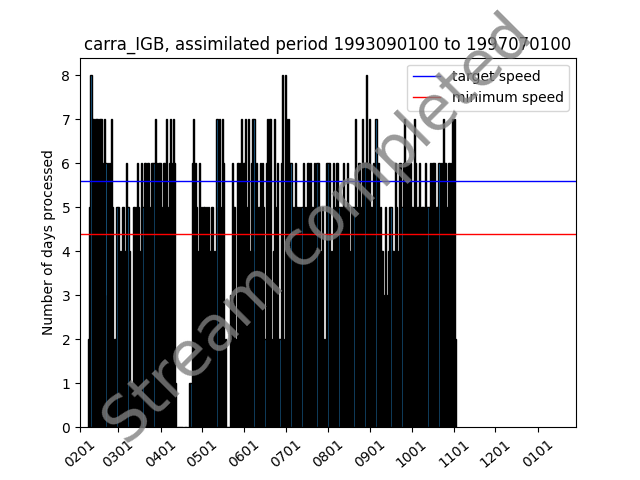 carra_IGB, assimilated period 1993090100 to 1997070100
target speed
minimum speed
Number of days processed
8
7
6
5
4
3
2
1
0
0201 0301 0401 0501 0601 0701 0801 0901 1001 1101 1201 0101
Stream completed